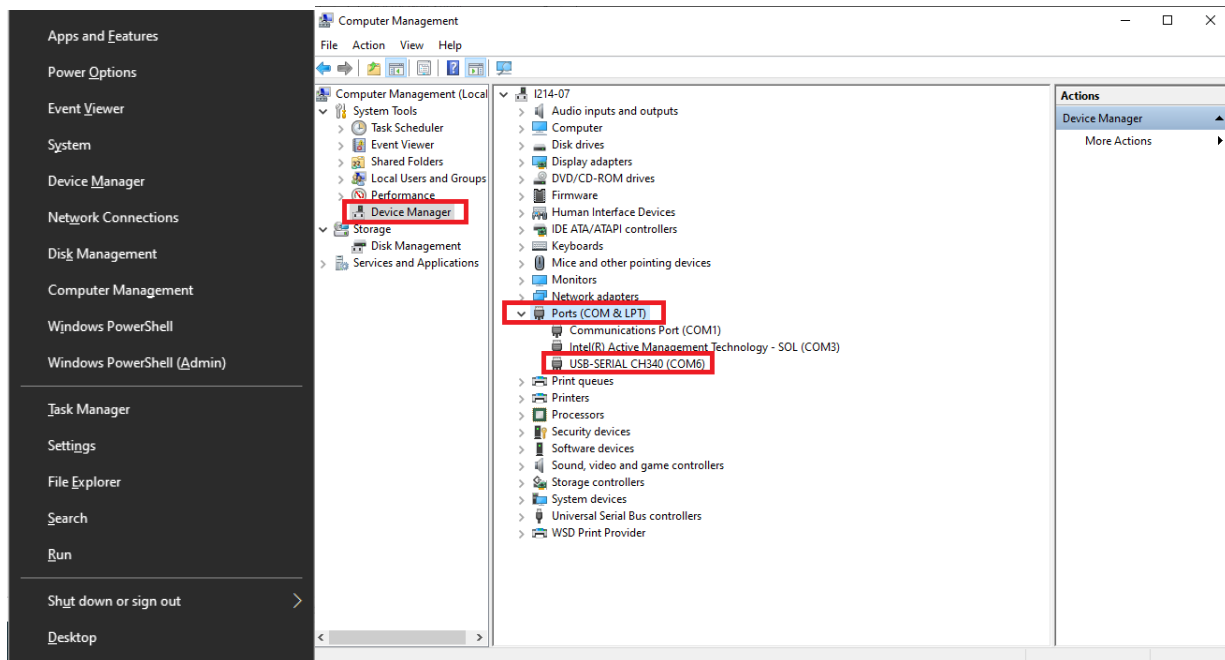 Apps and Features
Power Options
Event Viewer
System
Device Manager
Network Connections
Disk Management
Computer Management
Windows PowerShell
Windows PowerShell (Admin)
Task Manager
Settings
File Explorer
Search
Run
Shut down or sign out
Desktop
Computer Management
File Action View Help
Computer Management (Local
System Tools
Task Scheduler
Event Viewer
Shared Folders
Local Users and Groups
Performance
Device Manager
Storage
Disk Management
Services and Applications
I214-07
Audio inputs and outputs
Computer
Disk drives
Display adapters
DVD/CD-ROM drives
Firmware
Human Interface Devices
IDE ATA/ATAPI controllers
Keyboards
Mice and other pointing devices
Monitors
Network adapters
Ports (COM & LPT)
Communications Port (COM1)
Intel(R) Active Management Technology - SOL (COM3)
USB-SERIAL CH340 (COM6)
Print queues
Printers
Processors
Security devices
Software devices
Sound, video and game controllers
Storage controllers
System devices
Universal Serial Bus controllers
WSD Print Provider
Actions
Device Manager
More Actions